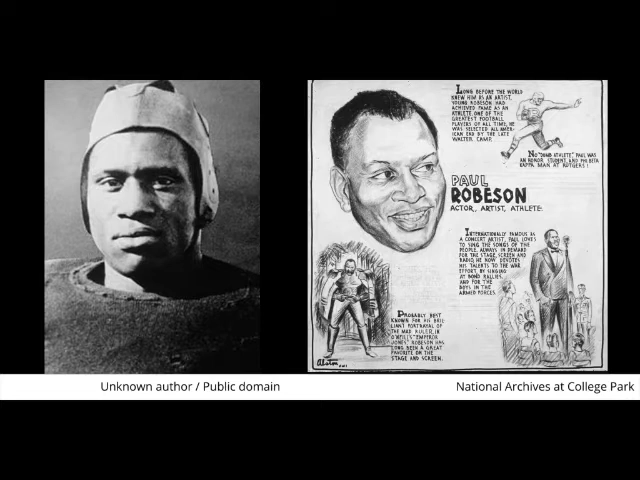 LONG BEFORE THE WORLD
KNEW HIM AS AN ARTIST,
YOUNG ROBESON HAD
ACHIEVED FAME AS AN
ATHLETE. ONE OF THE
GREATEST FOOTBALL
PLAYERS OF ALL TIME, HE
WAS SELECTED ALL AMER-
ICAN END BY THE LATE
WALTER CAMP.
NO "DUMB ATHLETE", PAUL WAS
AN HONOR STUDENT AND PHI BETA
KAPPA MAN AT RUTGERS!
PAUL
ROBESON
ACTOR, ARTIST, ATHLETE
INTERNATIONALLY FAMOUS AS
A CONCERT ARTIST, PAUL LOVES
TO SING THE SONGS OF THE
PEOPLE. ALWAYS IN DEMAND
FOR THE STAGE, SCREEN AND
RADIO, HE NOW DEVOTES
HIS TALENTS TO THE WAR
EFFORT, BY SINGING
AT BOND RALLIES,
AND FOR THE
BOYS IN THE
ARMED FORCES.
PROBABLY BEST
KNOWN FOR HIS BRIL-
LIANT PORTRAYAL OF
THE MAD RULER, IN
O'NEILL'S "EMPEROR
JONES" ROBESON HAS
LONG BEEN A GREAT
FAVORITE ON THE
STAGE AND SCREEN.
Alston
Unknown author / Public domain
National Archives at College Park